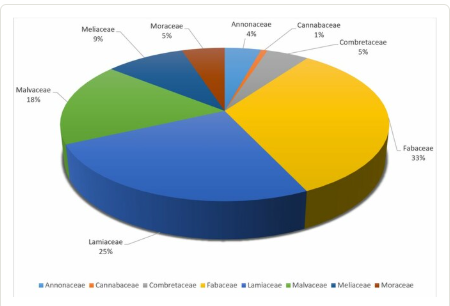 Annonaceae
4%
Cannabaceae
1%
Combretaceae
5%
Fabaceae
33%
Lamiaceae
25%
Malvaceae
18%
Meliaceae
9%
Moraceae
5%
Annonaceae Cannabaceae Combretaceae Fabaceae Lamiaceae Malvaceae Meliaceae Moraceae